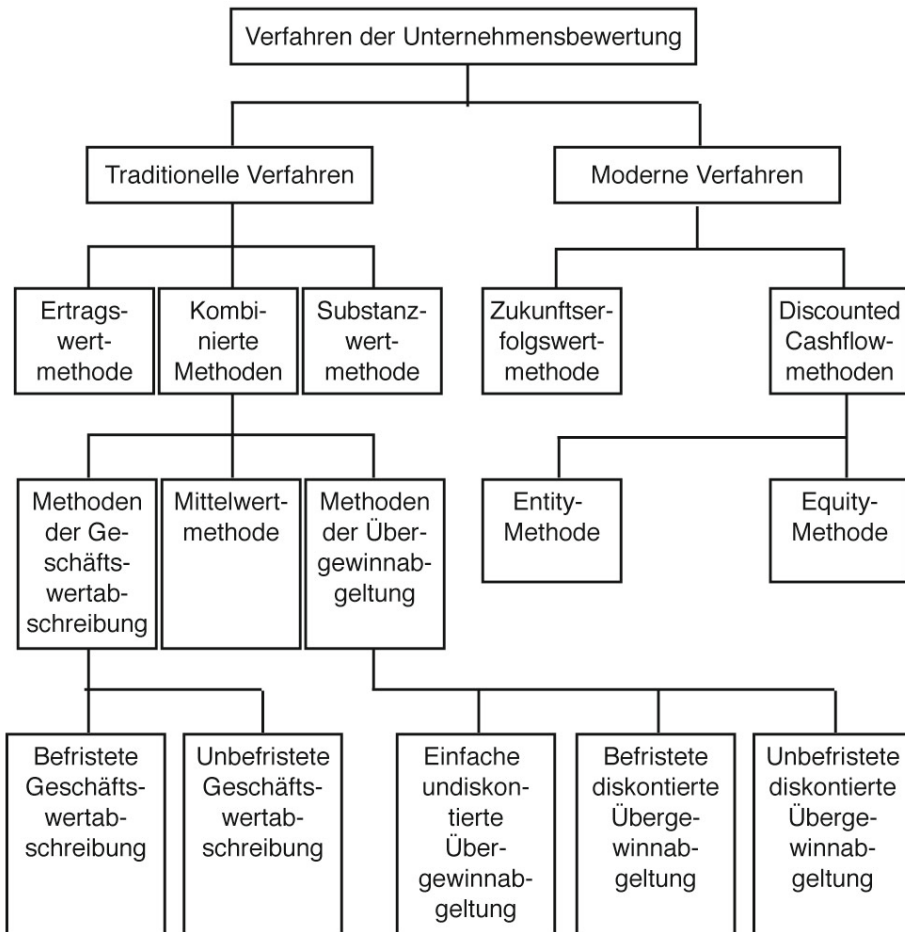 Verfahren der Unternehmensbewertung
Traditionelle Verfahren
Moderne Verfahren
Ertrags-
wert-
methode
Kombi-
nierte
Methoden
Substanz-
wert-
methode
Zukunftser-
folgswert-
methode
Discounted
Cashflow-
methoden
Methoden
der Ge-
schäfts-
wertab-
schreibung
Mittelwert-
methode
Methoden
der Über-
gewinnab-
geltung
Entity-
Methode
Equity-
Methode
Befristete
Geschäfts-
wertab-
schreibung
Unbefristete
Geschäfts-
wertab-
schreibung
Einfache
undiskon-
tierte
Über-
gewinnab-
geltung
Befristete
diskontierte
Überge-
winnab-
geltung
Unbefristete
diskontierte
Überge-
winnab-
geltung